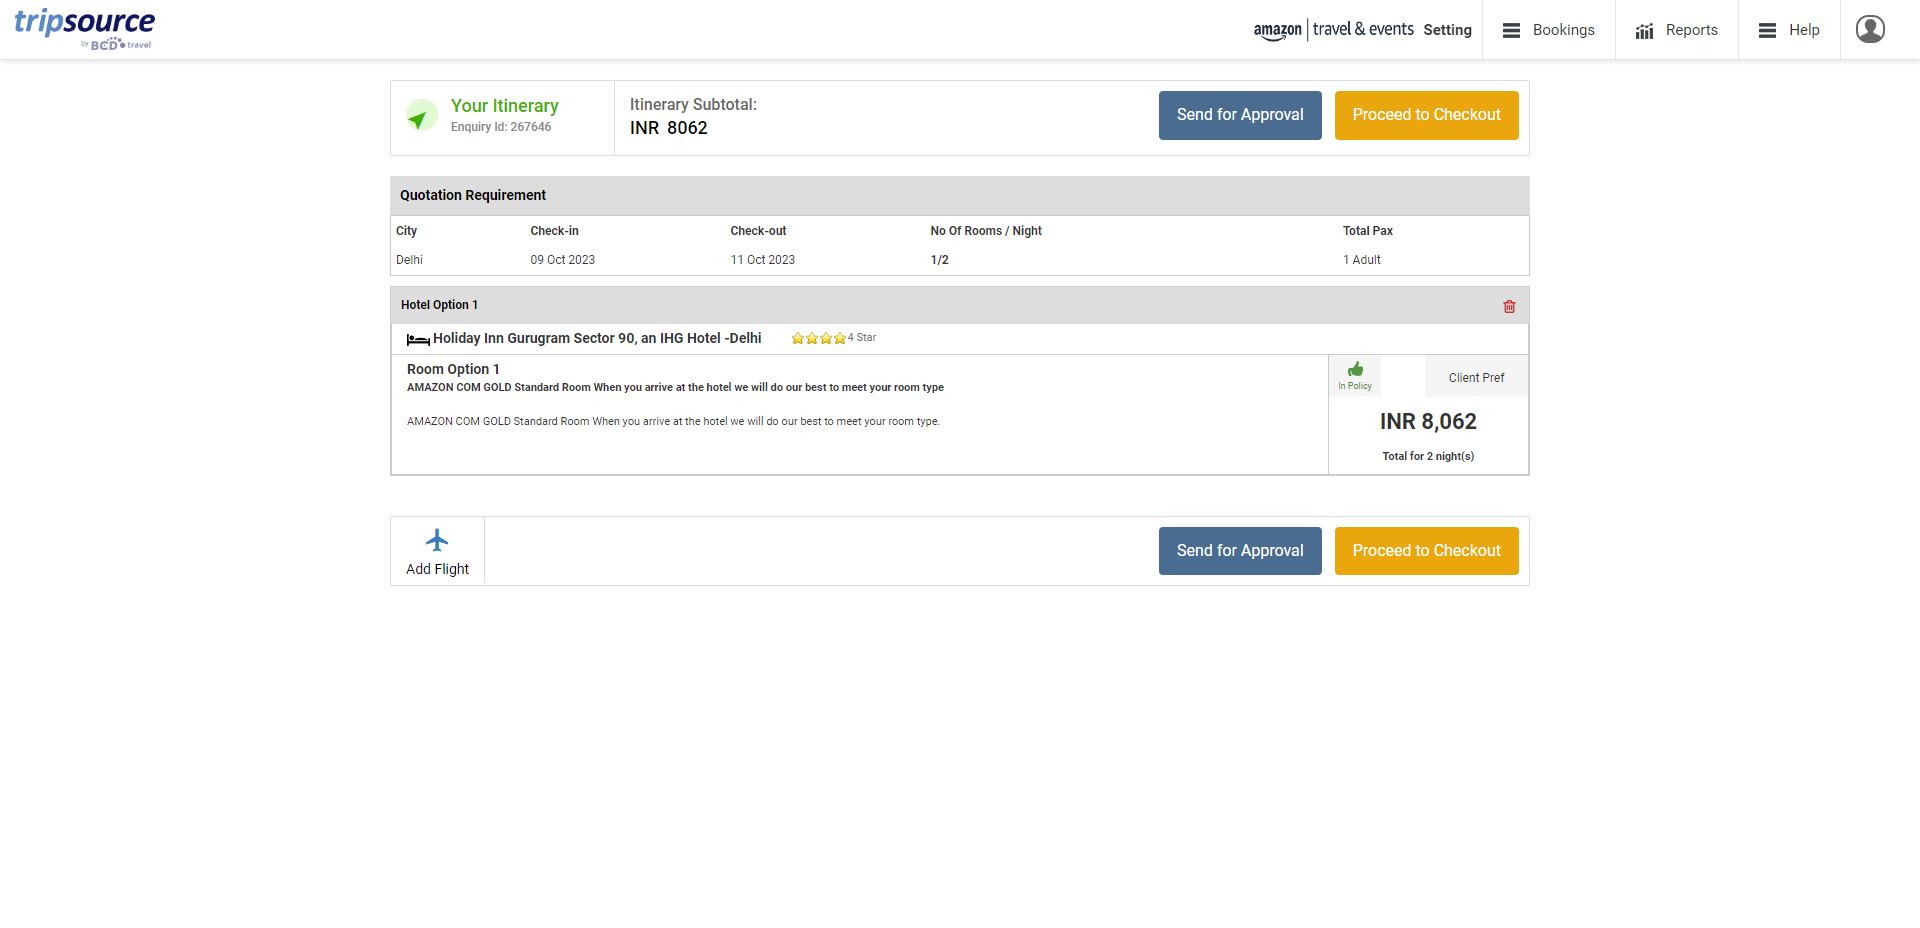 tripsource
by BCD travel
amazon | travel & events Setting
Bookings
Reports
Help
Your Itinerary
Enquiry Id: 267646
Itinerary Subtotal:
INR 8062
Send for Approval
Proceed to Checkout
Quotation Requirement
City Check-in Check-out No Of Rooms / Night Total Pax
Delhi 09 Oct 2023 11 Oct 2023 1/2 1 Adult
Hotel Option 1
Holiday Inn Gurugram Sector 90, an IHG Hotel -Delhi 4 Star
Room Option 1
AMAZON COM GOLD Standard Room When you arrive at the hotel we will do our best to meet your room type
AMAZON COM GOLD Standard Room When you arrive at the hotel we will do our best to meet your room type.
In Policy
Client Pref
INR 8,062
Total for 2 night(s)
Add Flight
Send for Approval
Proceed to Checkout